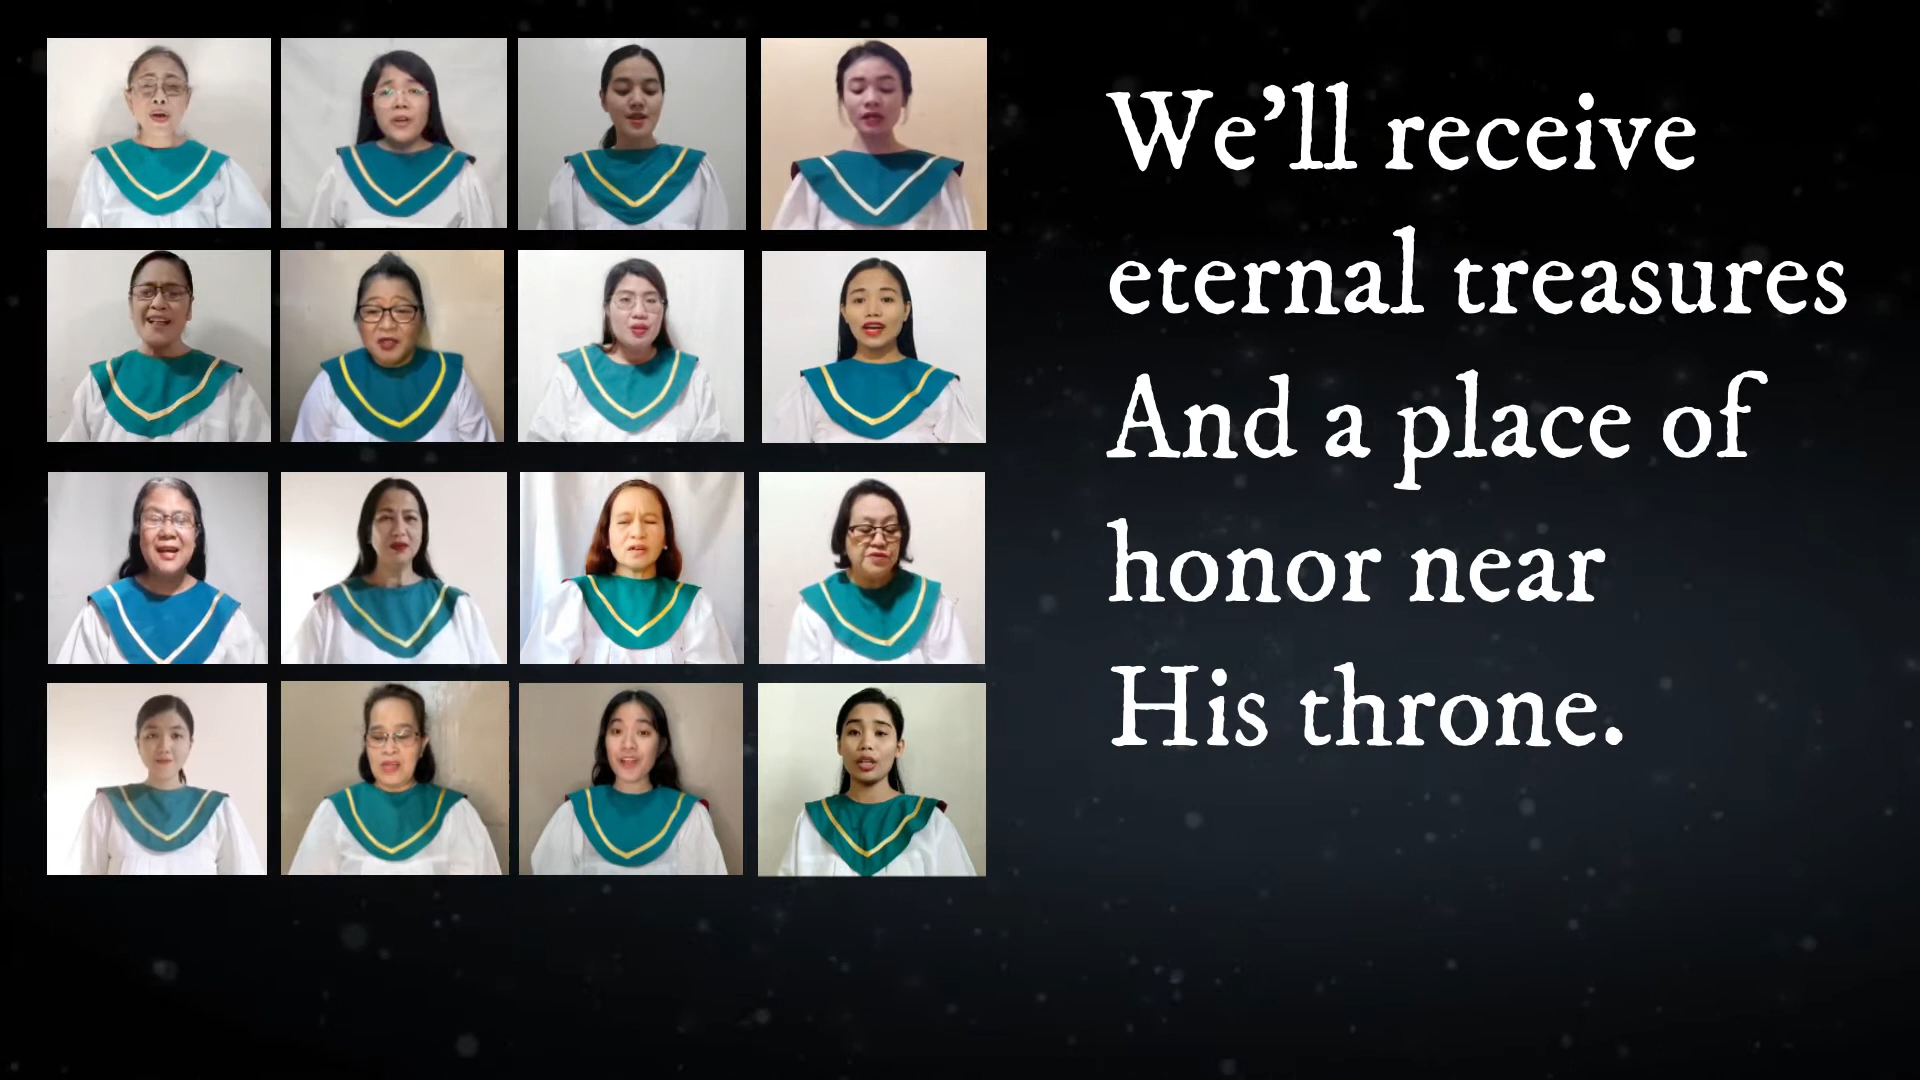 We’ll receive
eternal treasures
And a place of
honor near
His throne.